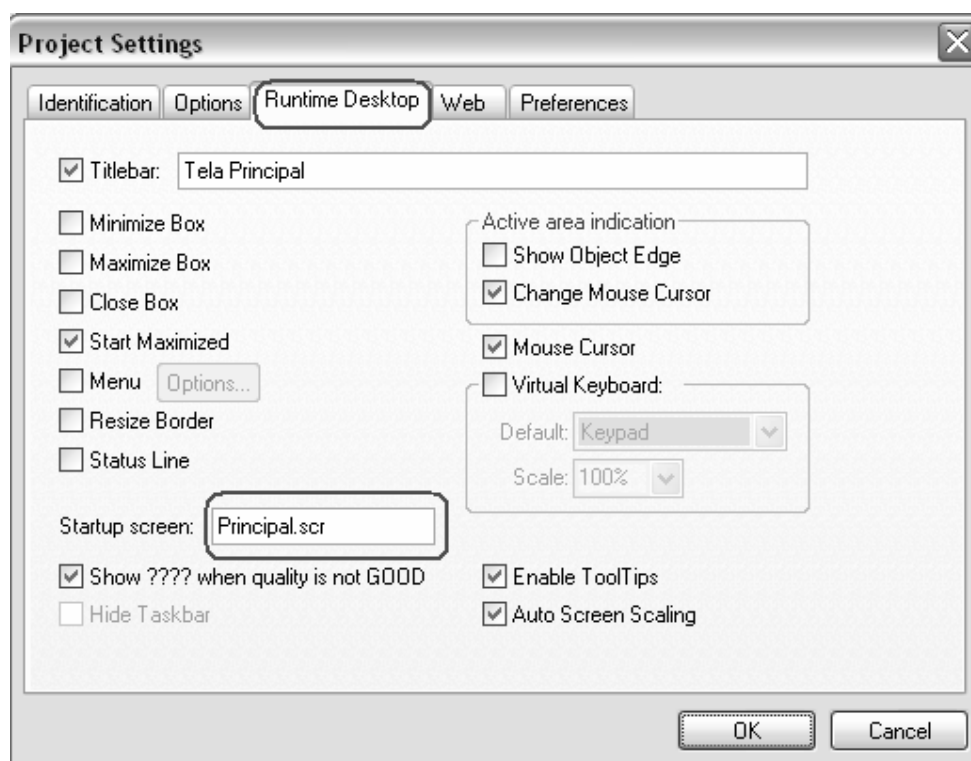 Project Settings
Identification Options Runtime Desktop Web Preferences
Titlebar: Tela Principal
Minimize Box
Maximize Box
Close Box
Start Maximized
Menu Options...
Resize Border
Status Line
Active area indication
Show Object Edge
Change Mouse Cursor
Mouse Cursor
Virtual Keyboard:
Default: Keypad
Scale: 100%
Startup screen: Principal.scr
Show ???? when quality is not GOOD
Hide Taskbar
Enable ToolTips
Auto Screen Scaling
OK Cancel